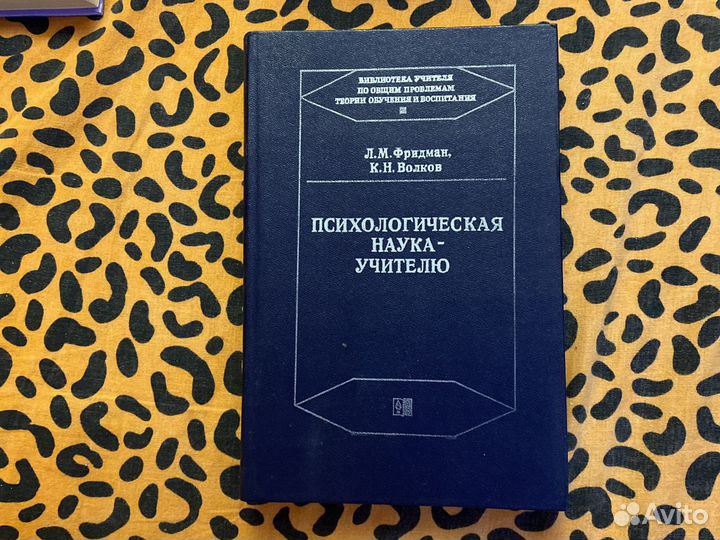 БИБЛИОТЕКА УЧИТЕЛЯ
ПО ОБЩИМ ПРОБЛЕМАМ
ТЕОРИИ ОБУЧЕНИЯ И ВОСПИТАНИЯ
Л.М. Фридман,
К.Н. Волков
ПСИХОЛОГИЧЕСКАЯ
НАУКА-
УЧИТЕЛЮ
Avito